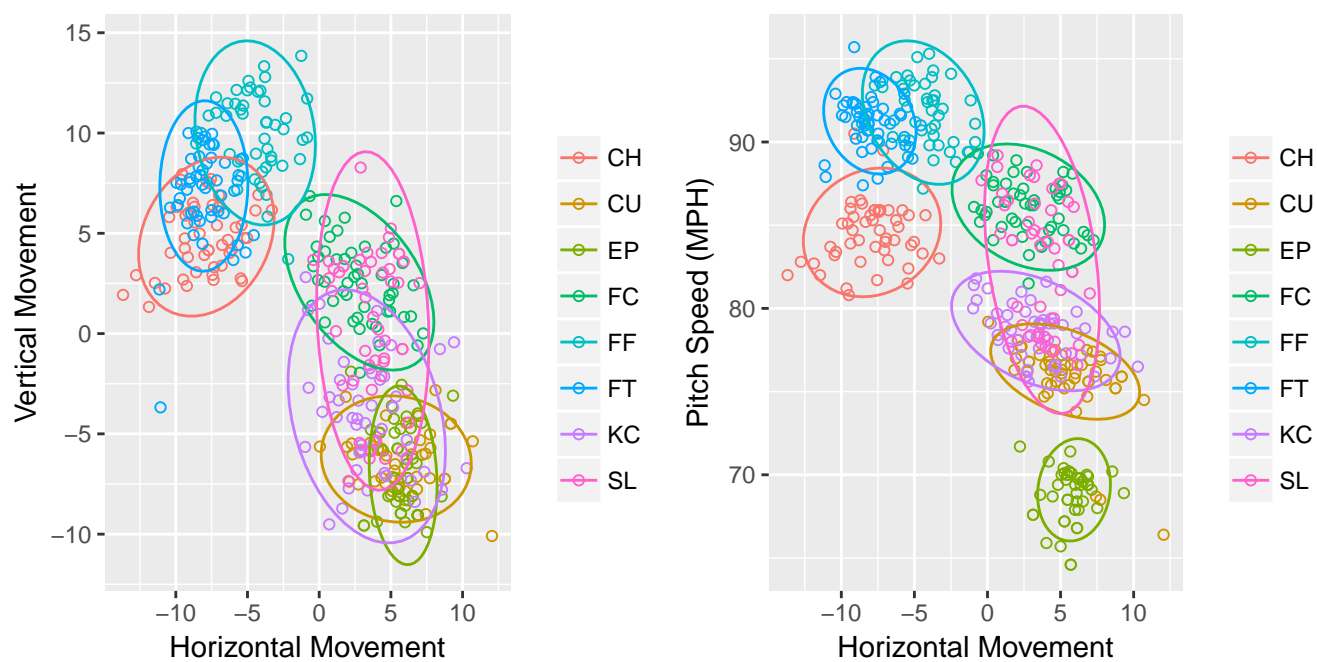 Vertical Movement
15
10
5
0
−5
−10
−10 −5 0 5 10
Horizontal Movement
CH
CU
EP
FC
FF
FT
KC
SL
Pitch Speed (MPH)
90
80
70
−10 −5 0 5 10
Horizontal Movement
CH
CU
EP
FC
FF
FT
KC
SL